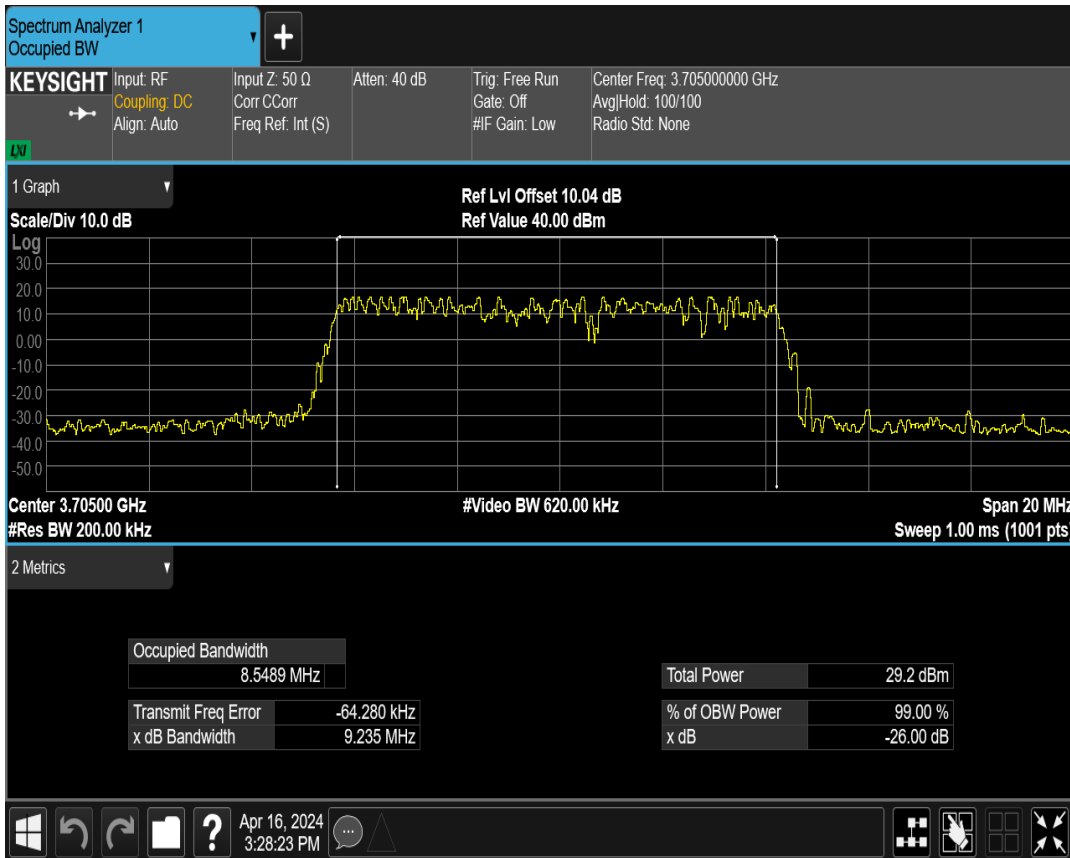 Spectrum Analyzer 1
Occupied BW
+
KEYSIGHT
LXI
Input: RF
Coupling: DC
Align: Auto
Input Z: 50 Ω
Corr CCorr
Freq Ref: Int (S)
Atten: 40 dB
Trig: Free Run
Gate: Off
#IF Gain: Low
Center Freq: 3.705000000 GHz
Avg|Hold: 100/100
Radio Std: None
1 Graph
Scale/Div 10.0 dB
Ref Lvl Offset 10.04 dB
Ref Value 40.00 dBm
Log
30.0
20.0
10.0
0.00
-10.0
-20.0
-30.0
-40.0
-50.0
Center 3.70500 GHz
#Video BW 620.00 kHz
Span 20 MHz
#Res BW 200.00 kHz
Sweep 1.00 ms (1001 pts)
2 Metrics
Occupied Bandwidth
8.5489 MHz
Total Power 29.2 dBm
Transmit Freq Error -64.280 kHz
% of OBW Power 99.00 %
x dB Bandwidth 9.235 MHz
x dB -26.00 dB
?
Apr 16, 2024
3:28:23 PM